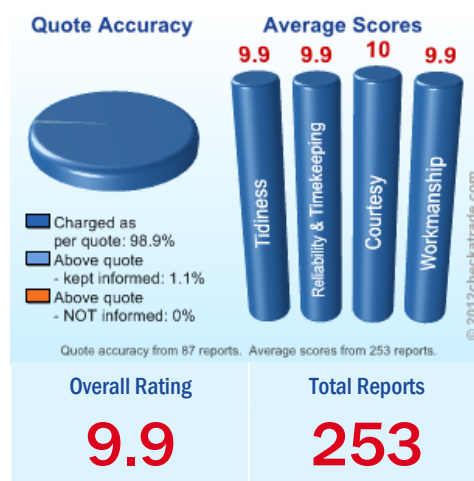 Quote Accuracy
Average Scores
9.9 9.9 10 9.9
Tidiness
Reliability & Timekeeping
Courtesy
Workmanship
Charged as
per quote: 98.9%
Above quote
- kept informed: 1.1%
Above quote
- NOT informed: 0%
© 2012checkatrade.com
Quote accuracy from 87 reports. Average scores from 253 reports.
Overall Rating
9.9
Total Reports
253